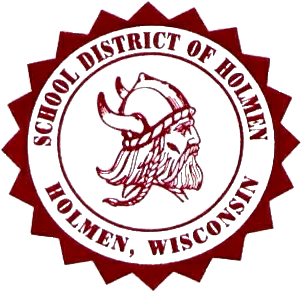 SCHOOL DISTRICT OF HOLMEN
HOLMEN, WISCONSIN